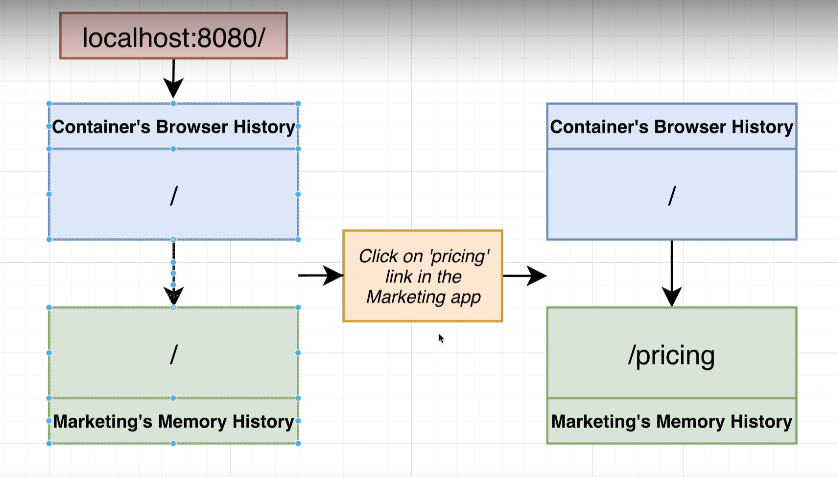 localhost:8080/
Container's Browser History
/
/
Marketing's Memory History
Click on 'pricing'
link in the
Marketing app
Container's Browser History
/
/pricing
Marketing's Memory History